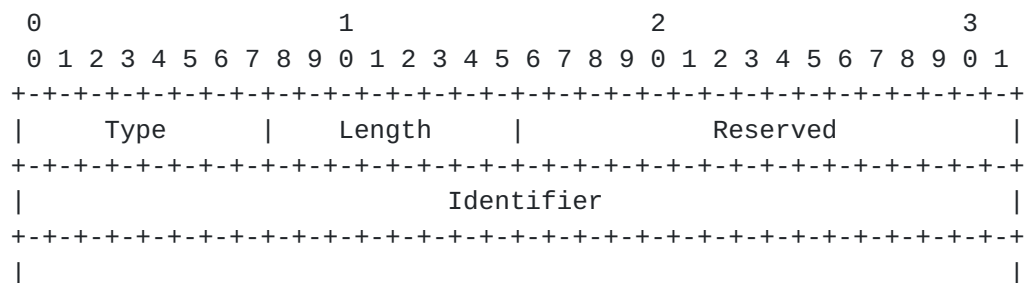 0                   1                   2                   3
 0 1 2 3 4 5 6 7 8 9 0 1 2 3 4 5 6 7 8 9 0 1 2 3 4 5 6 7 8 9 0 1
+-+-+-+-+-+-+-+-+-+-+-+-+-+-+-+-+-+-+-+-+-+-+-+-+-+-+-+-+-+-+-+-+
|     Type      |    Length     |            Reserved           |
+-+-+-+-+-+-+-+-+-+-+-+-+-+-+-+-+-+-+-+-+-+-+-+-+-+-+-+-+-+-+-+-+
|                           Identifier                          |
+-+-+-+-+-+-+-+-+-+-+-+-+-+-+-+-+-+-+-+-+-+-+-+-+-+-+-+-+-+-+-+-+
|                                                               |